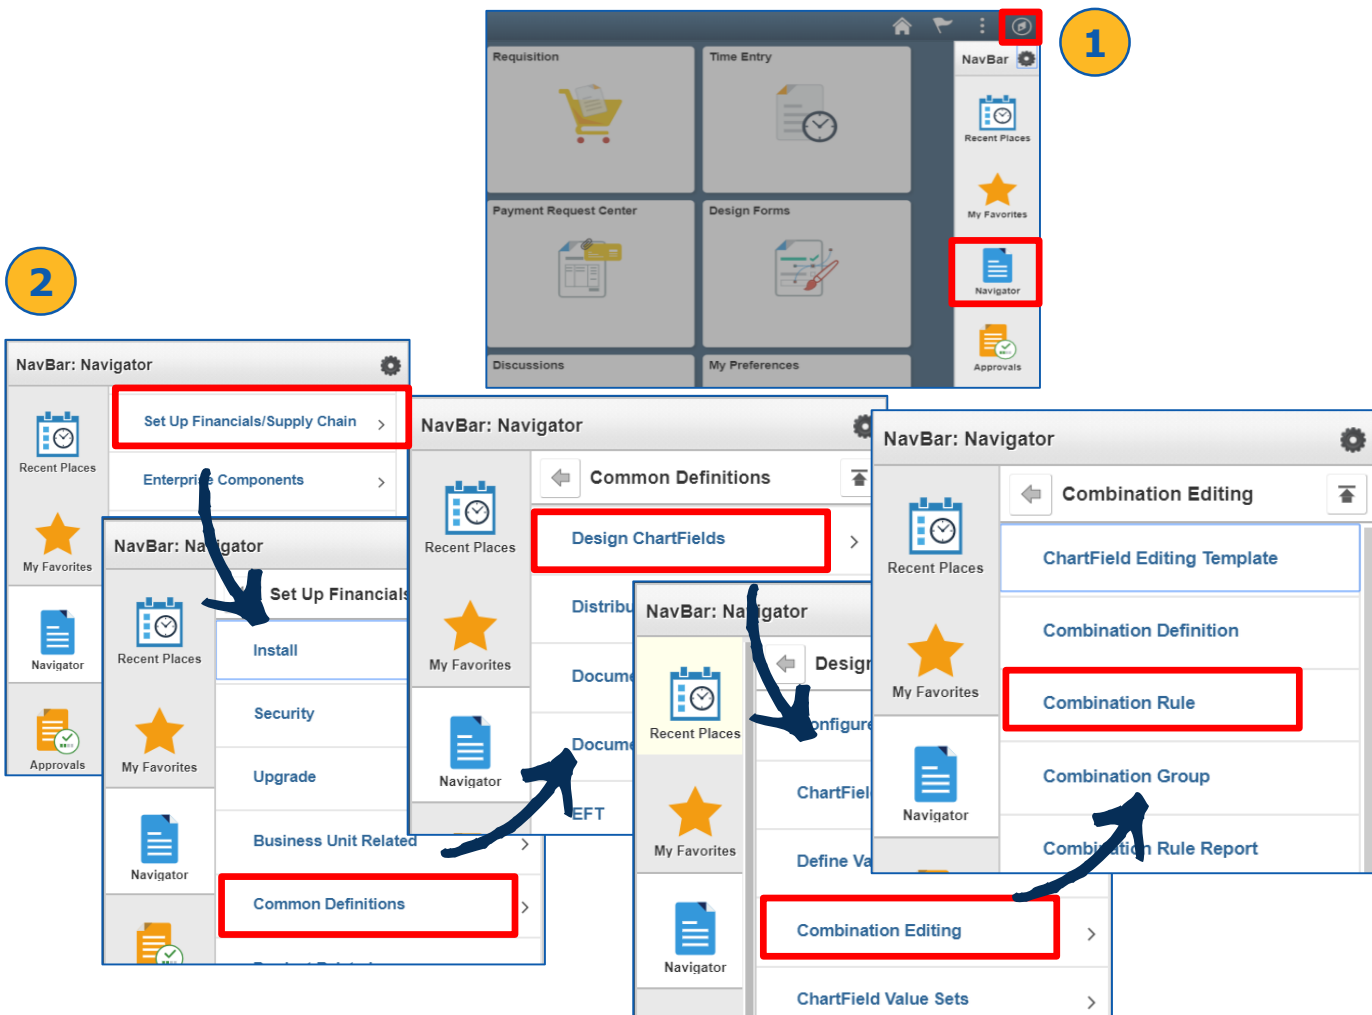 1
Requisition
Time Entry
NavBar
Recent Places
My Favorites
Payment Request Center
Design Forms
Navigator
Approvals
Discussions
My Preferences
2
NavBar: Navigator
Set Up Financials/Supply Chain
Recent Places
Enterprise Components
My Favorites
Navigator
Approvals
NavBar: Navigator
Set Up Financials
Recent Places
Install
Security
My Favorites
Upgrade
Business Unit Related
Navigator
Common Definitions
NavBar: Navigator
Common Definitions
Recent Places
Design ChartFields
Distribu
My Favorites
Docume
Docume
Navigator
EFT
NavBar: Navigator
Design
Recent Places
onfigure
ChartFiel
My Favorites
Define Va
Combination Editing
Navigator
ChartField Value Sets
NavBar: Navigator
Combination Editing
Recent Places
ChartField Editing Template
Combination Definition
My Favorites
Combination Rule
Combination Group
Navigator
Combination Rule Report